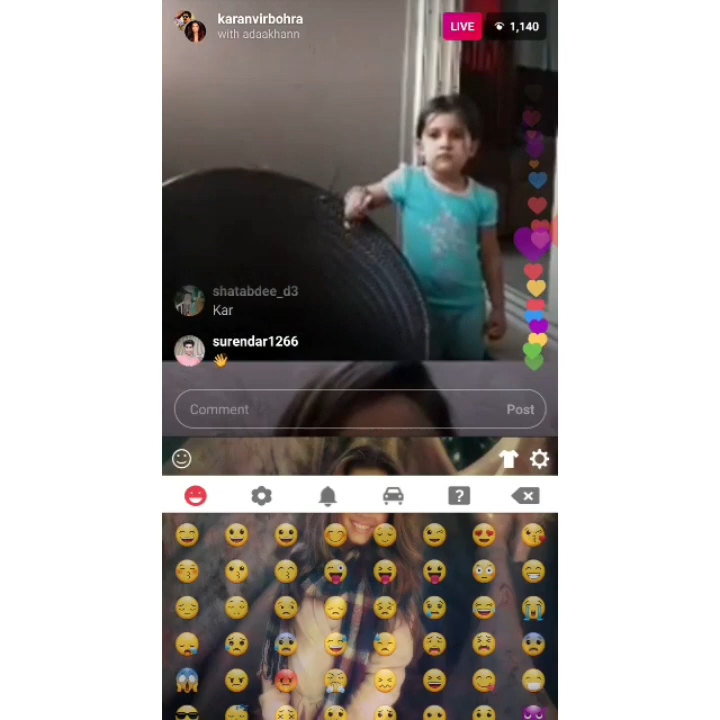 karanvirbohra
with adaakhann
LIVE
1,140
shatabdee_d3
Kar
surendar1266
👋
Comment
Post
?